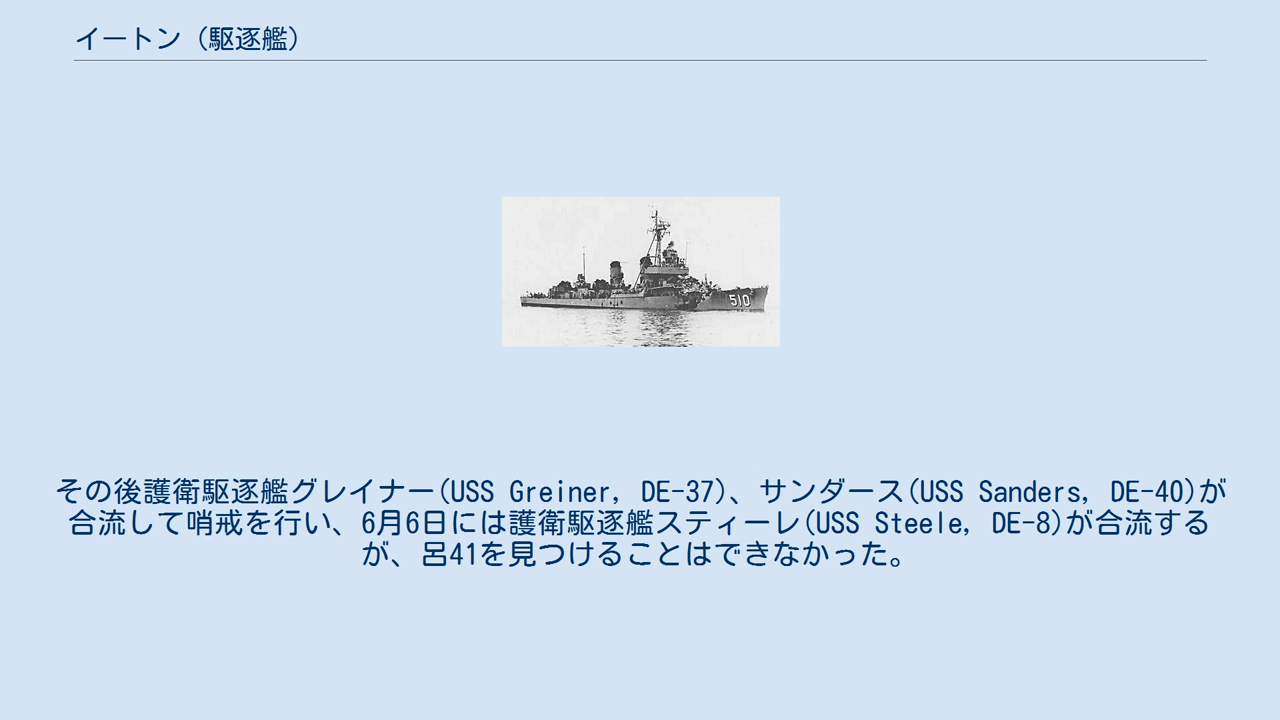 イートン（駆逐艦）
510
その後護衛駆逐艦グレイナー(USS Greiner, DE-37)、サンダース(USS Sanders, DE-40)が
合流して哨戒を行い、6月6日には護衛駆逐艦スティーレ(USS Steele, DE-8)が合流する
が、呂41を見つけることはできなかった。